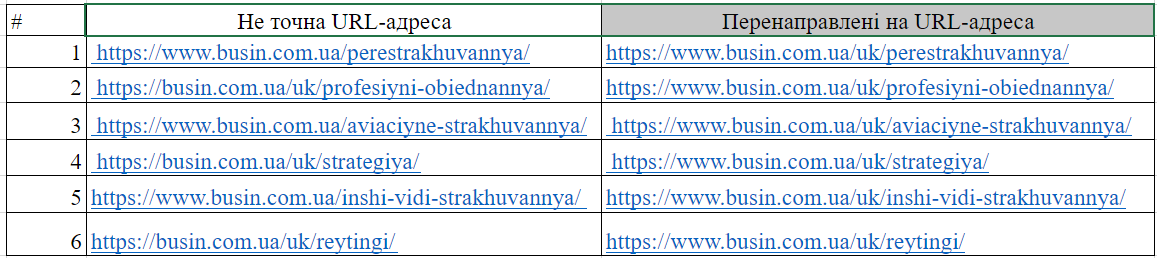 # Не точна URL-адреса Перенаправлені на URL-адреса
1 https://www.busin.com.ua/perestrakhuvannya/ https://www.busin.com.ua/uk/perestrakhuvannya/
2 https://busin.com.ua/uk/profesiyni-obiednannya/ https://www.busin.com.ua/uk/profesiyni-obiednannya/
3 https://www.busin.com.ua/aviaciyne-strakhuvannya/ https://www.busin.com.ua/uk/aviaciyne-strakhuvannya/
4 https://busin.com.ua/uk/strategiya/ https://www.busin.com.ua/uk/strategiya/
5 https://www.busin.com.ua/inshi-vidi-strakhuvannya/ https://www.busin.com.ua/uk/inshi-vidi-strakhuvannya/
6 https://busin.com.ua/uk/reytingi/ https://www.busin.com.ua/uk/reytingi/